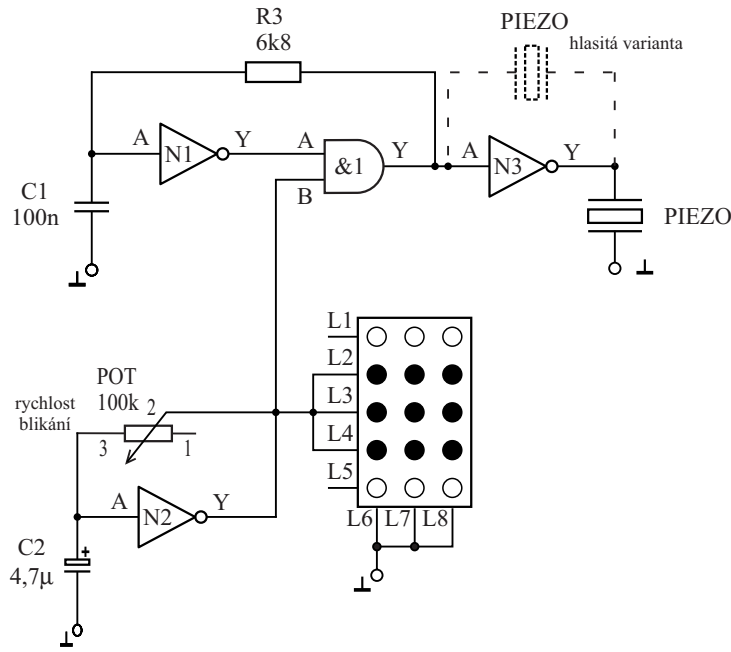 R3
6k8
PIEZO
hlasitá varianta
A
N1
Y
A
B
&1
Y
A
N3
Y
C1
100n
PIEZO
L1
L2
L3
L4
L5
L6 L7 L8
POT
100k
rychlost
blikání
2
3
1
A
N2
Y
C2
+
4,7µ